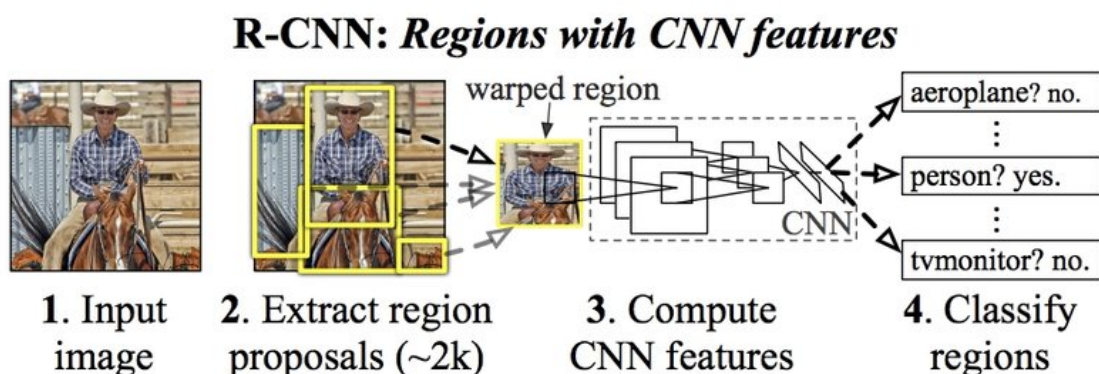 R-CNN: Regions with CNN features
warped region
aeroplane? no.
person? yes.
tvmonitor? no.
CNN
1. Input image
2. Extract region proposals (~2k)
3. Compute CNN features
4. Classify regions